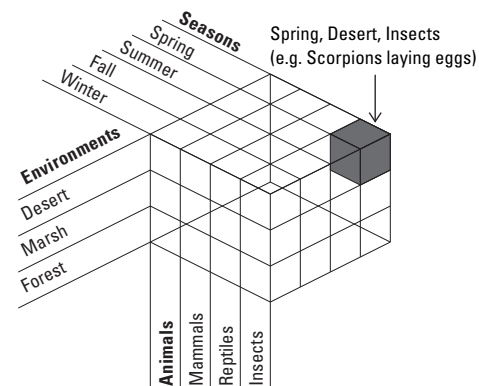 Seasons
Spring
Summer
Fall
Winter
Spring, Desert, Insects
(e.g. Scorpions laying eggs)
Environments
Desert
Marsh
Forest
Animals
Mammals
Reptiles
Insects